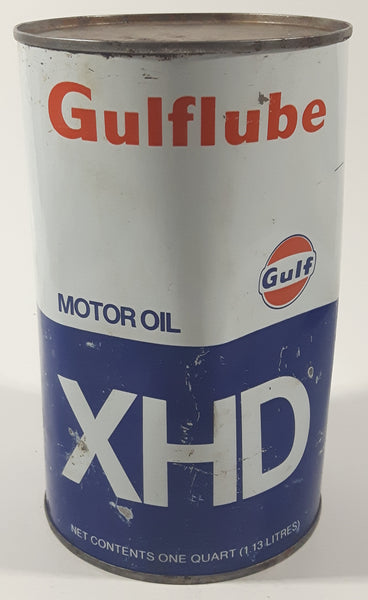 Gulflube
Gulf
MOTOR OIL
XHD
NET CONTENTS ONE QUART (1.13 LITRES)